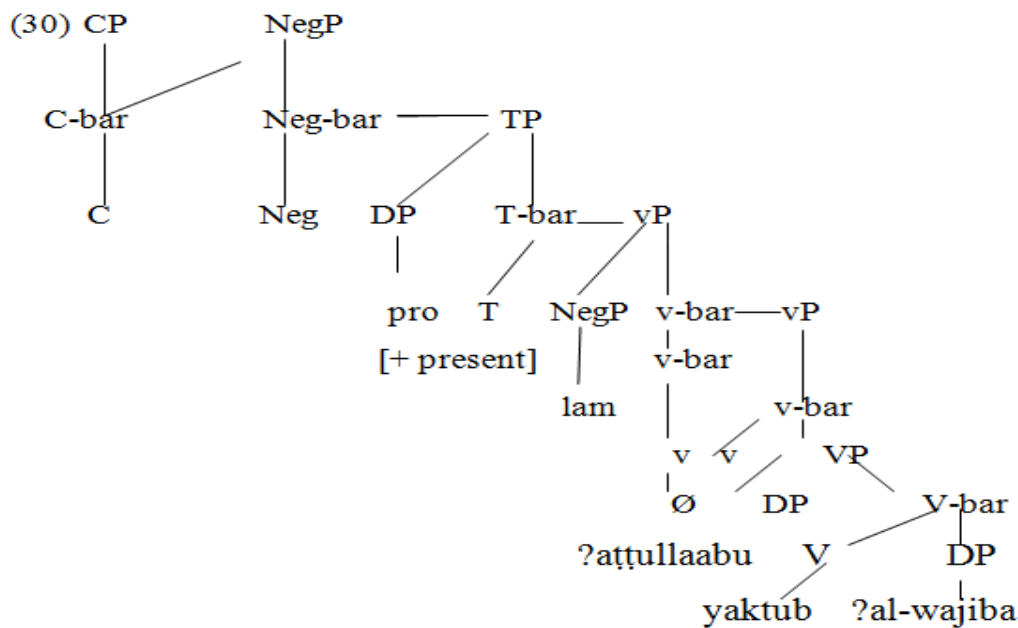 (30) CP NegP
C-bar Neg-bar TP
C Neg DP T-bar vP
pro T NegP v-bar vP
[+ present] v-bar
lam v-bar
v v VP
Ø DP V-bar
?aṭṭullaabu V DP
yaktub ?al-wajiba